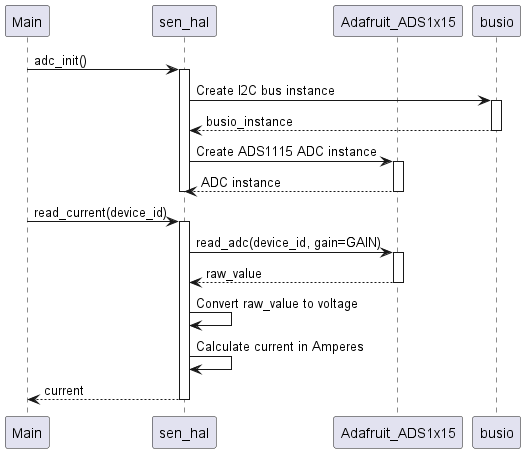 Main
sen_hal
Adafruit_ADS1x15
busio
adc_init()
Create I2C bus instance
busio_instance
Create ADS1115 ADC instance
ADC instance
read_current(device_id)
read_adc(device_id, gain=GAIN)
raw_value
Convert raw_value to voltage
Calculate current in Amperes
current
Main
sen_hal
Adafruit_ADS1x15
busio